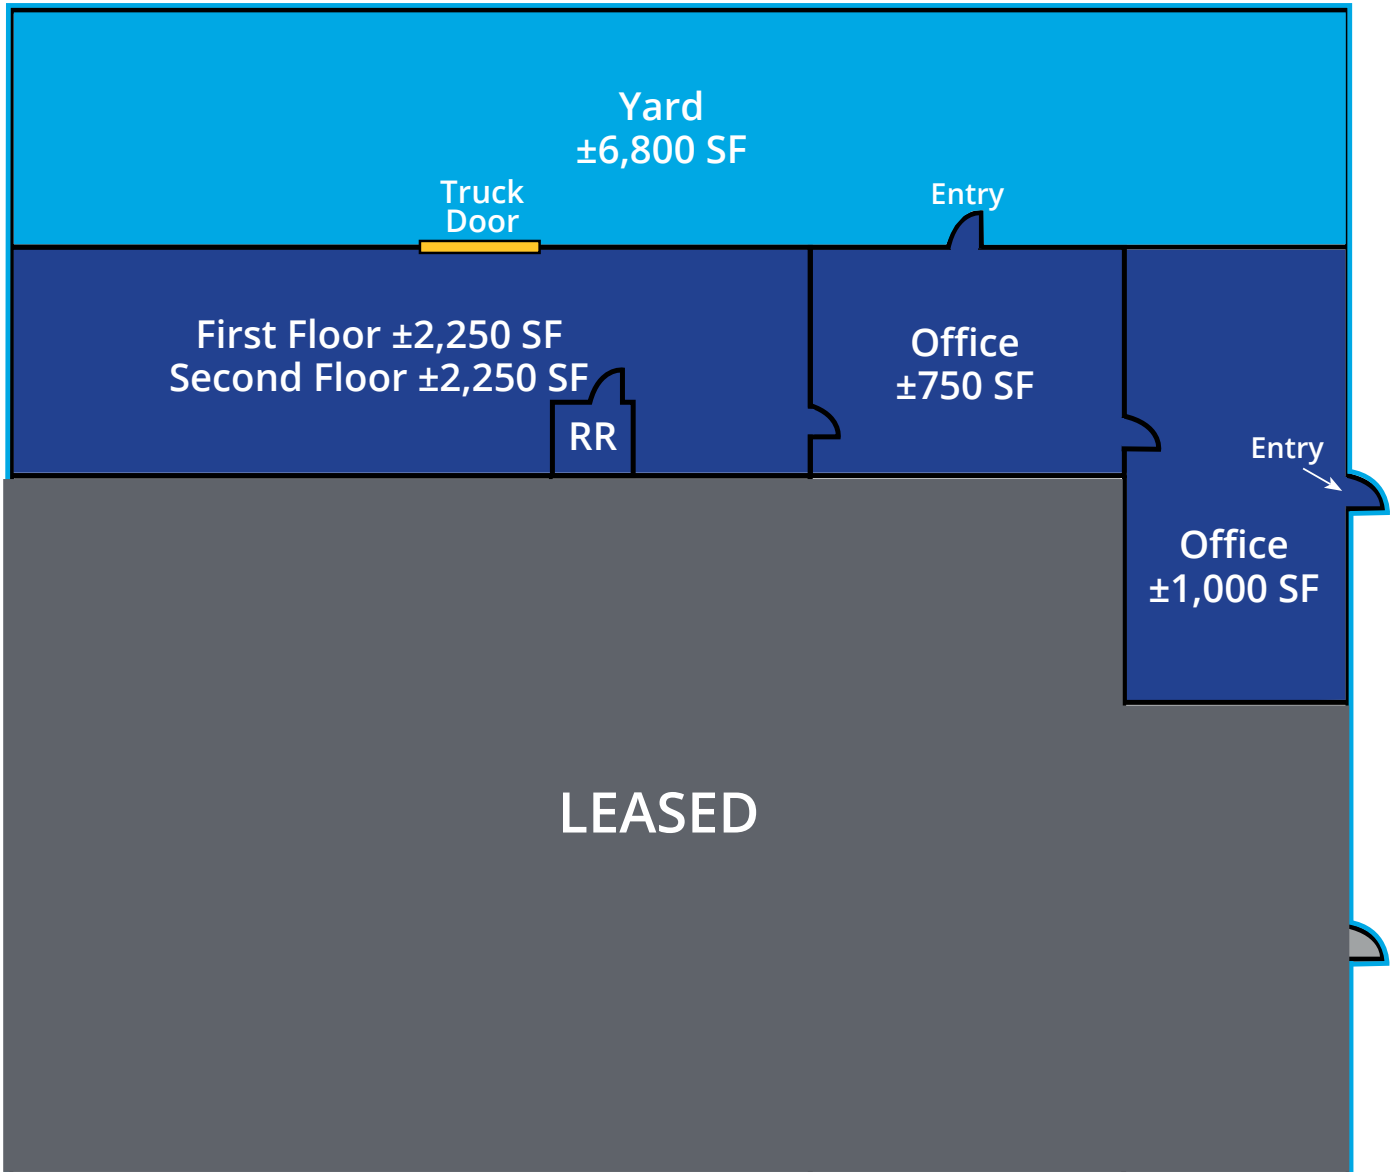 Yard
±6,800 SF
Truck
Door
Entry
First Floor ±2,250 SF
Second Floor ±2,250 SF
RR
Office
±750 SF
Entry
Office
±1,000 SF
LEASED